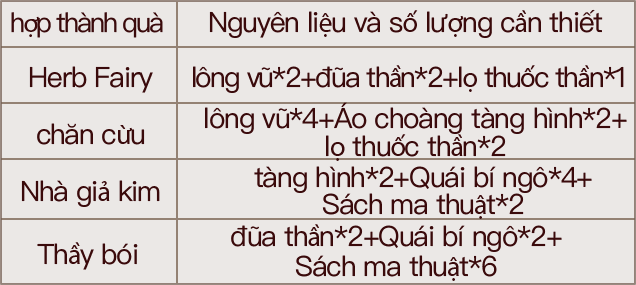 hợp thành quà
Nguyên liệu và số lượng cần thiết
Herb Fairy
lông vũ*2+đũa thần*2+lọ thuốc thần*1
chăn cừu
lông vũ*4+Áo choàng tàng hình*2+
lọ thuốc thần*2
Nhà giả kim
tàng hình*2+Quái bí ngô*4+
Sách ma thuật*2
Thầy bói
đũa thần*2+Quái bí ngô*2+
Sách ma thuật*6